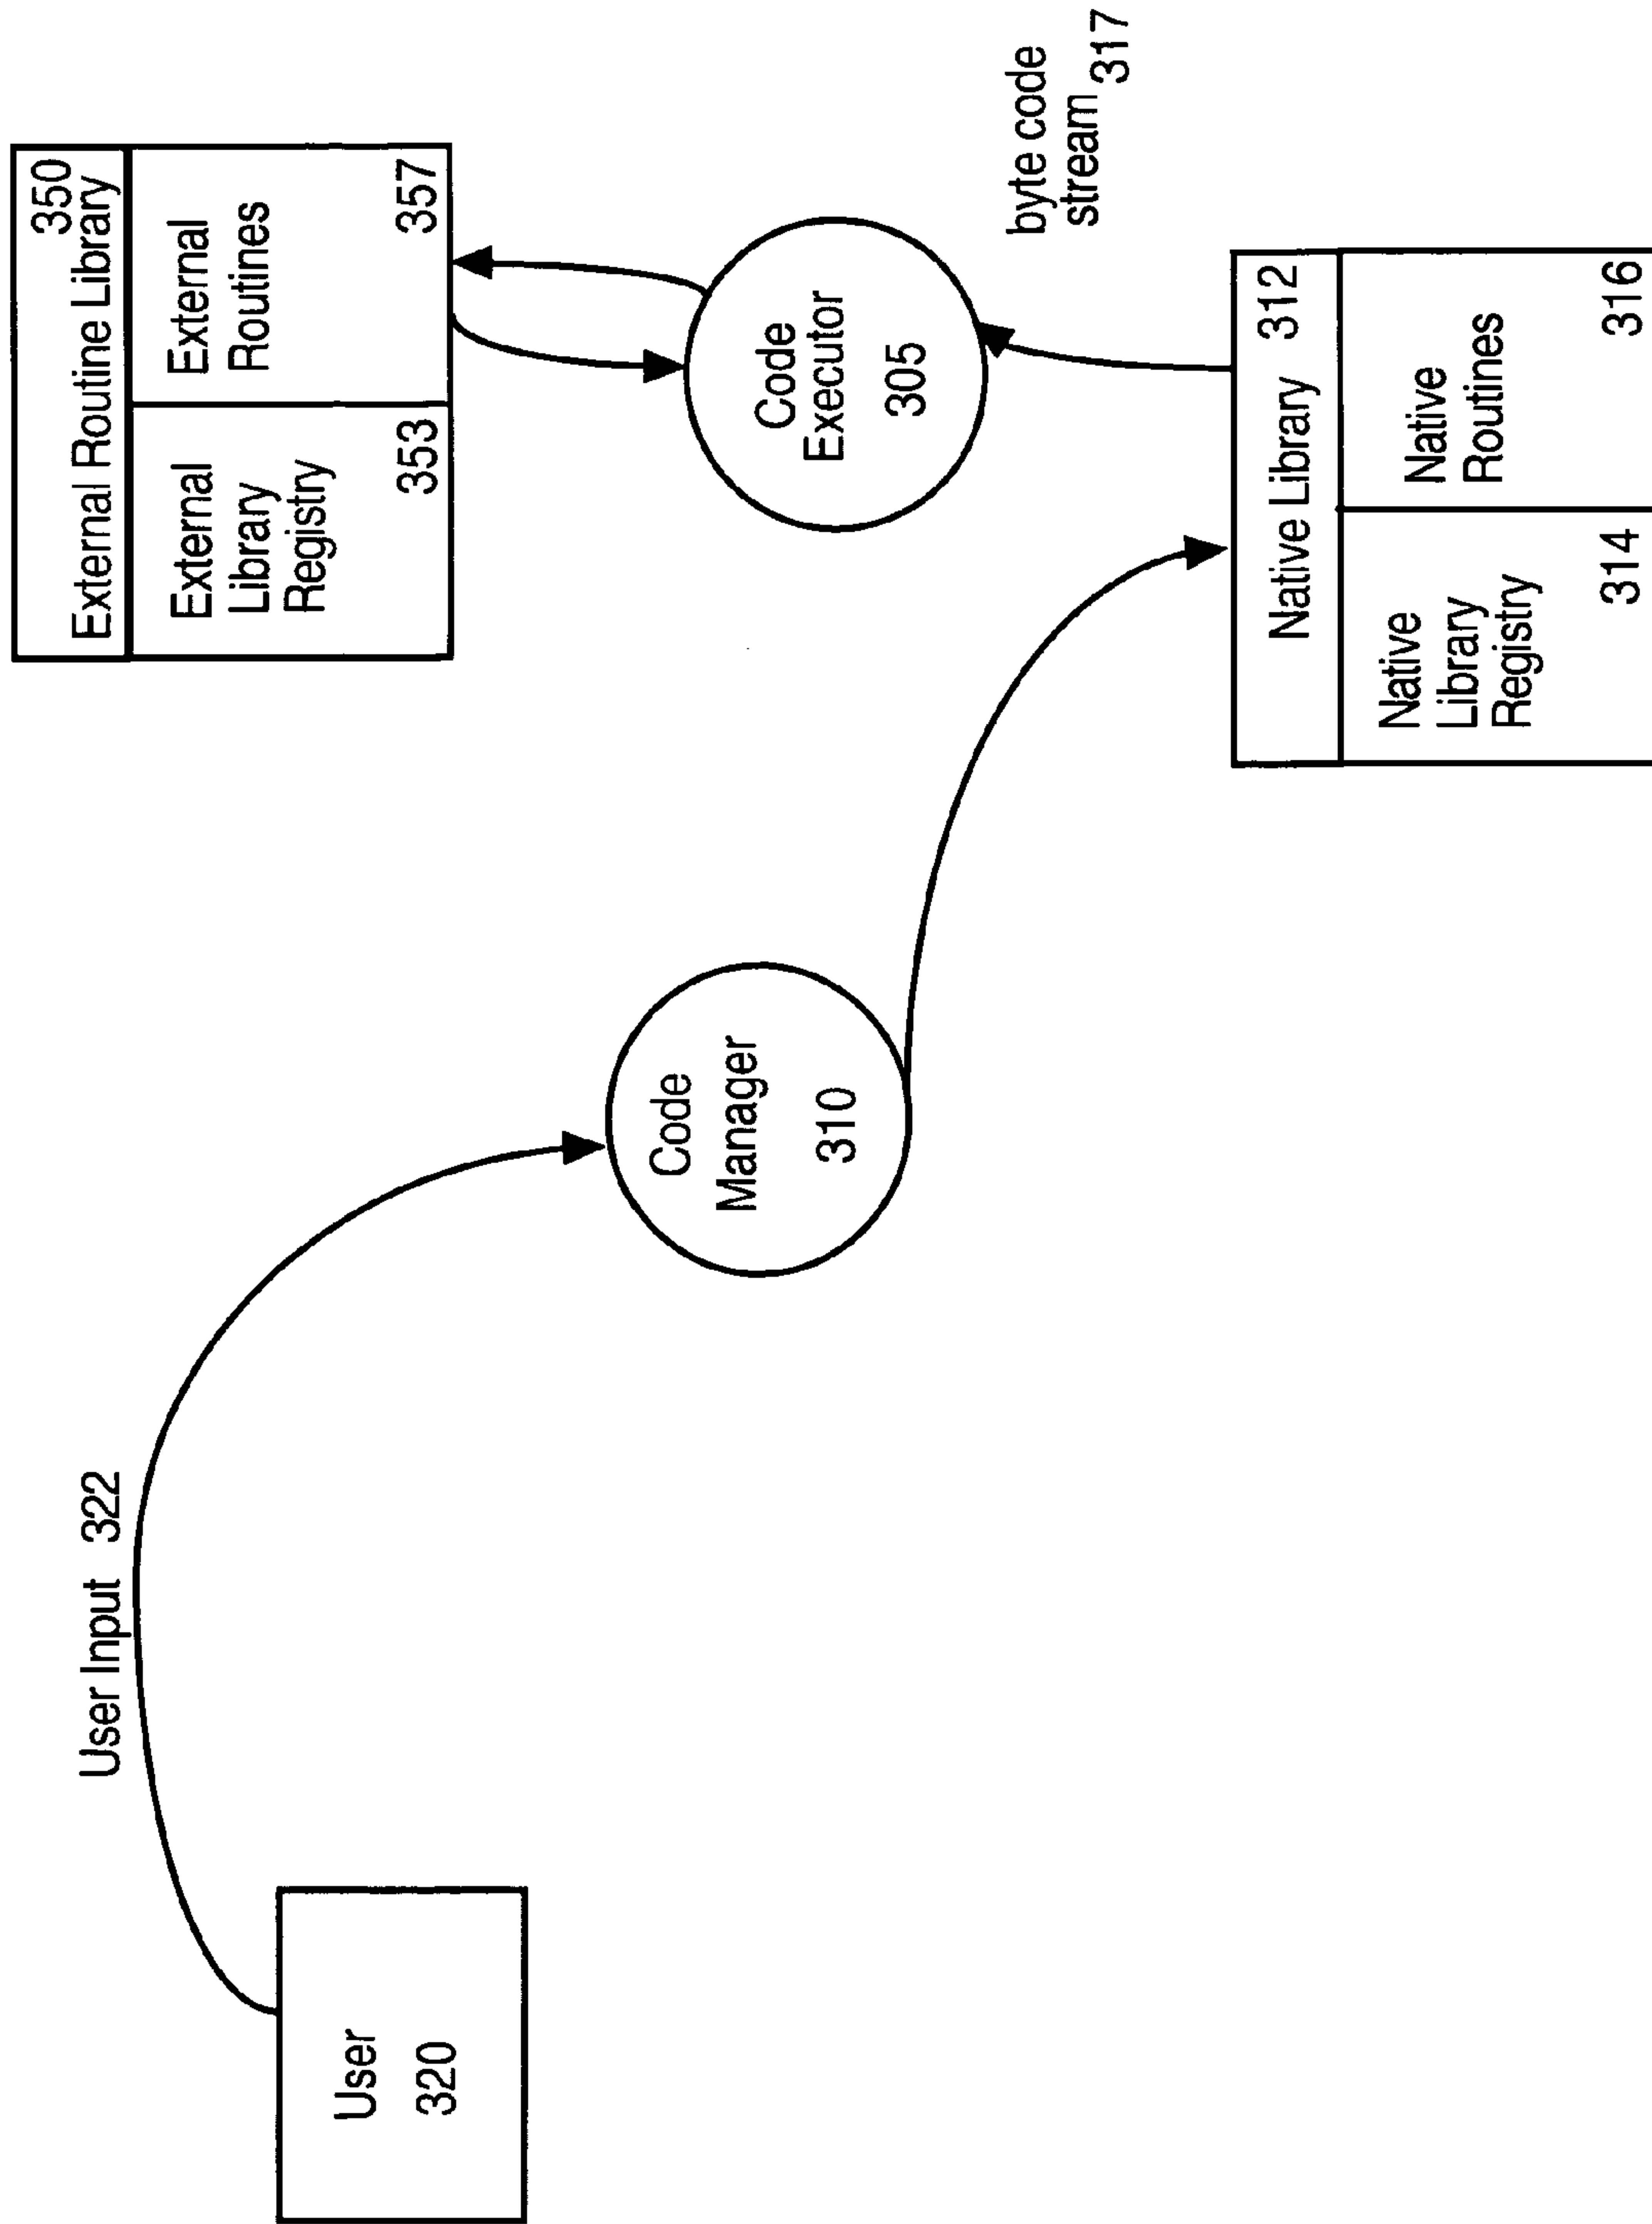 User
320
User Input 322
Code
Manager
310
350
External Routine Library
External
Library
Registry
353
External
Routines
357
Code
Executor
305
byte code
stream 317
Native Library 312
Native
Library
Registry
314
Native
Routines
316